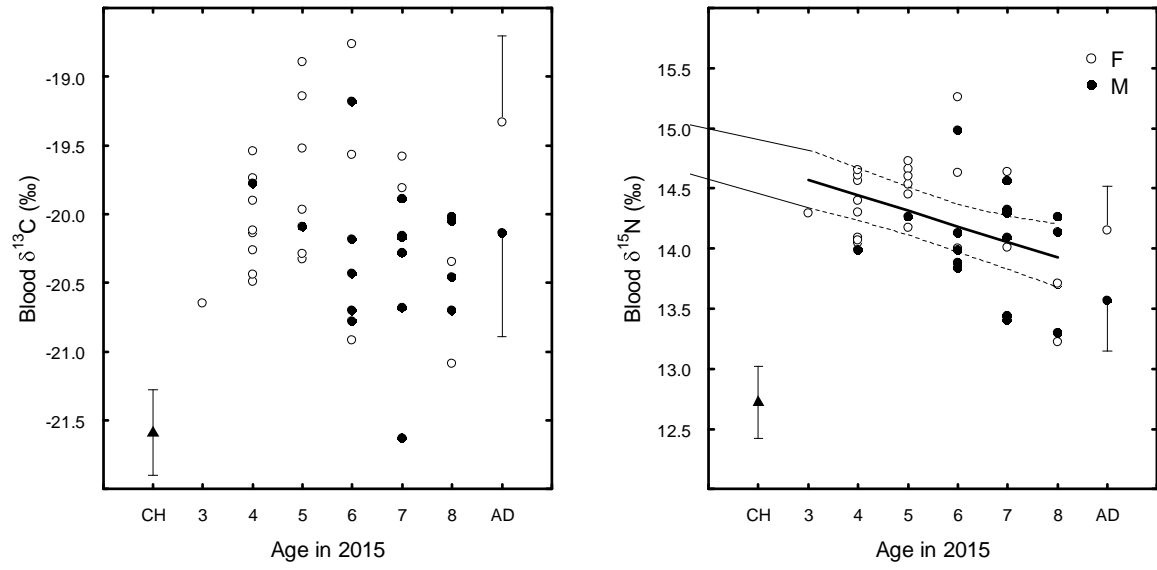 Blood δ¹³C (‰)
-19.0
-19.5
-20.0
-20.5
-21.0
-21.5
CH 3 4 5 6 7 8 AD
Age in 2015
Blood δ¹⁵N (‰)
15.5
15.0
14.5
14.0
13.5
13.0
12.5
F
M
CH 3 4 5 6 7 8 AD
Age in 2015